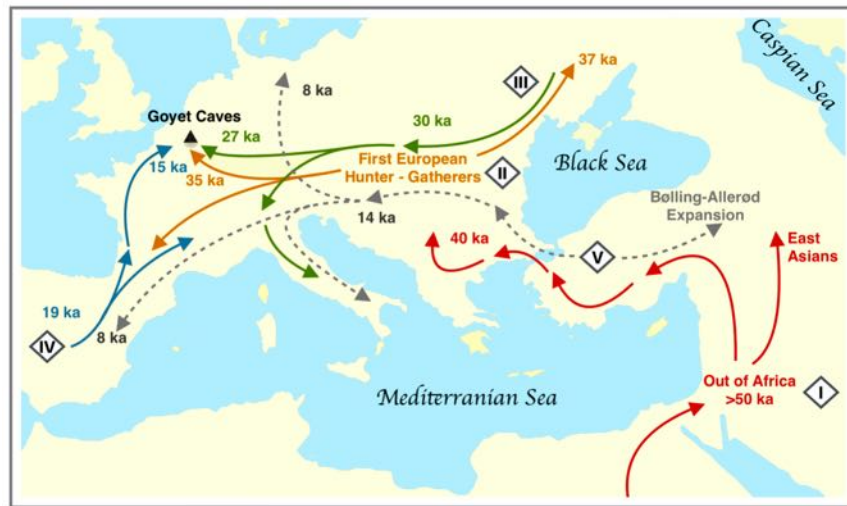 Caspian Sea
37 ka
III
8 ka
Goyet Caves
30 ka
27 ka
First European
Hunter - Gatherers
II
Black Sea
15 ka
35 ka
Bølling-Allerød
Expansion
14 ka
40 ka
V
East
Asians
19 ka
IV
8 ka
Mediterranian Sea
Out of Africa
>50 ka
I